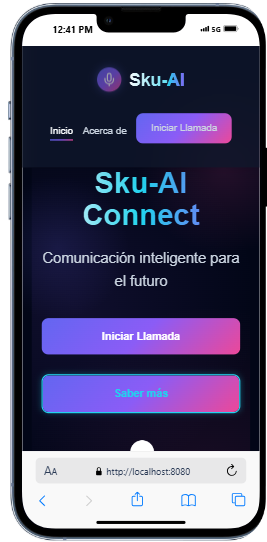 12:41 PM 5G
Sku-AI
Inicio Acerca de Iniciar Llamada
Sku-AI
Connect
Comunicación inteligente para
el futuro
Iniciar Llamada
Saber más
AA http://localhost:8080